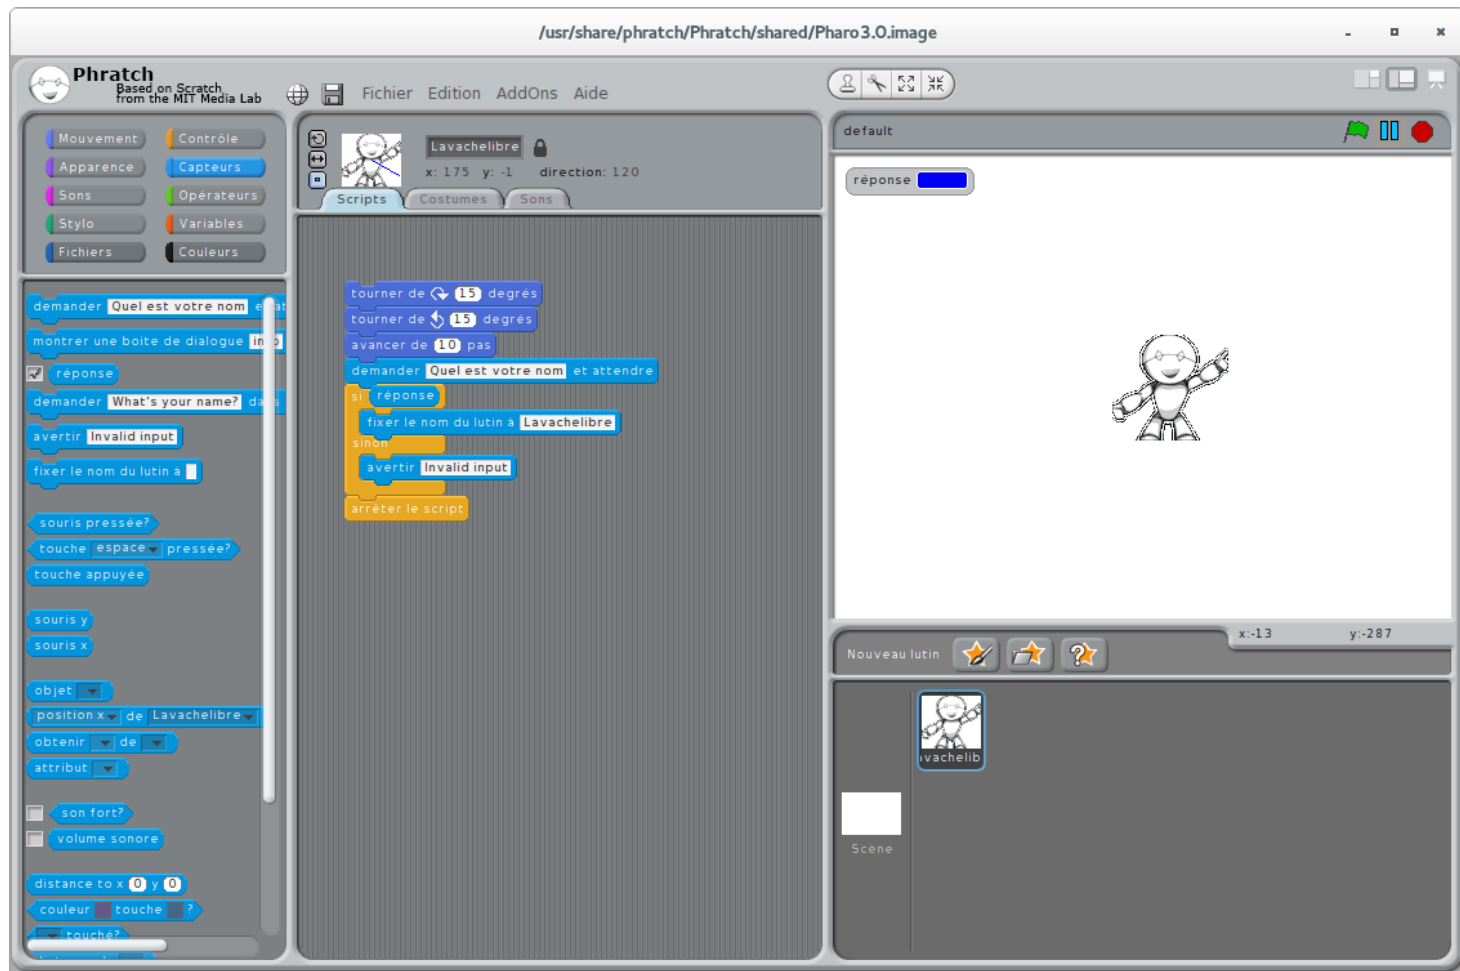 /usr/share/phratch/Phratch/shared/Pharo3.0.image
Phratch
Based on Scratch
from the MIT Media Lab
Fichier Edition AddOns Aide
Mouvement Contrôle
Apparence Capteurs
Sons Opérateurs
Stylo Variables
Fichiers Couleurs
demander Quel est votre nom
montrer une boite de dialogue
réponse
demander What's your name?
avertir Invalid input
fixer le nom du lutin à
souris pressée?
touche espace pressée?
touche appuyée
souris y
souris x
objet
position x de Lavachelibre
obtenir de
attribut
son fort?
volume sonore
distance to x 0 y 0
couleur touche ?
touché?
Lavachelibre
x: 175 y: -1 direction: 120
Scripts Costumes Sons
tourner de 15 degrés
tourner de 15 degrés
avancer de 10 pas
demander Quel est votre nom et attendre
si réponse
fixer le nom du lutin à Lavachelibre
sinon
avertir Invalid input
arrêter le script
default
réponse
x:-13 y:-287
Nouveau lutin
vachelib
Scène